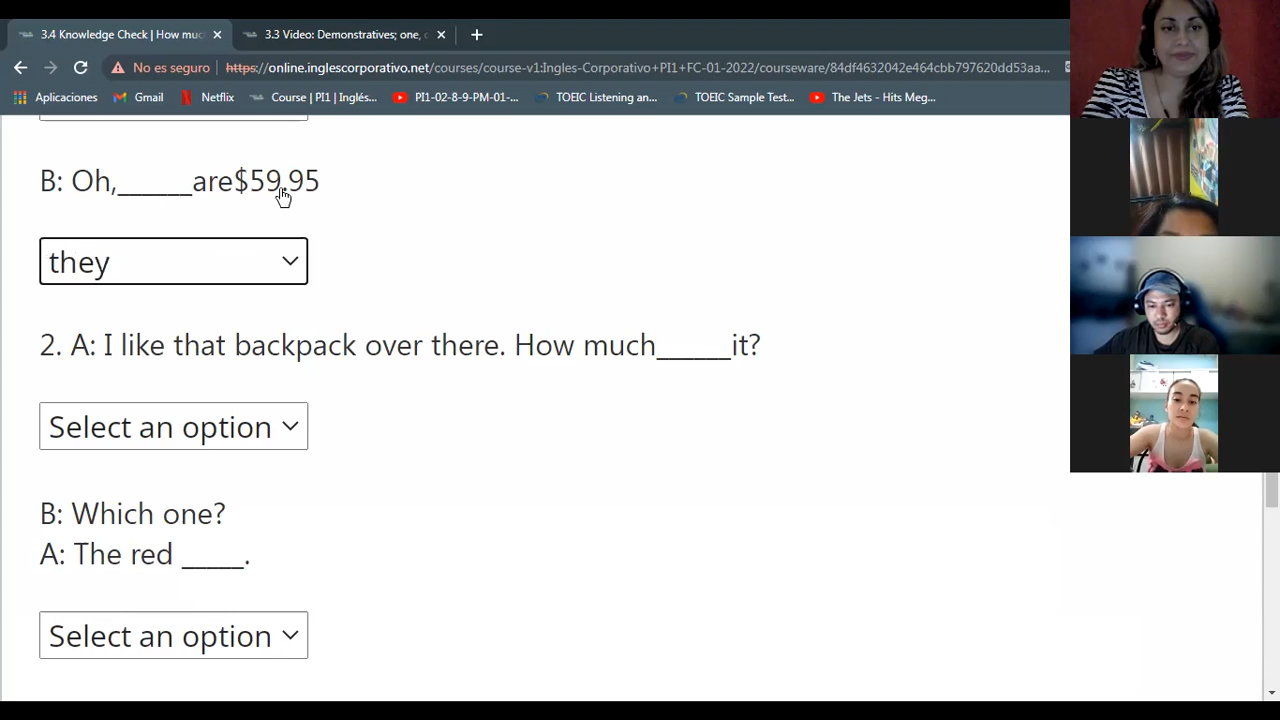 3.4 Knowledge Check | How muc
3.3 Video: Demonstratives; one, o
No es seguro
https://online.inglescorporativo.net/courses/course-v1:Ingles-Corporativo+PI1+FC-01-2022/courseware/84df4632042e464cbb797620dd53aa...
Aplicaciones
Gmail
Netflix
Course | PI1 | Inglés...
PI1-02-8-9-PM-01-...
TOEIC Listening an...
TOEIC Sample Test...
The Jets - Hits Meg...
B: Oh,______are$59.95
they
2. A: I like that backpack over there. How much______it?
Select an option
B: Which one?
A: The red _____.
Select an option